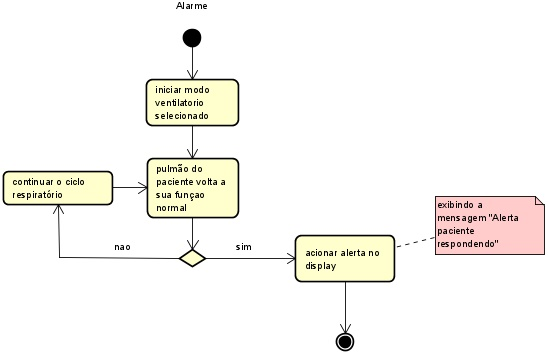 Alarme
iniciar modo
ventilatorio
selecionado
pulmão do
paciente volta a
sua funçao
normal
continuar o ciclo
respiratório
nao
sim
acionar alerta no
display
exibindo a
mensagem "Alerta
paciente
respondendo"